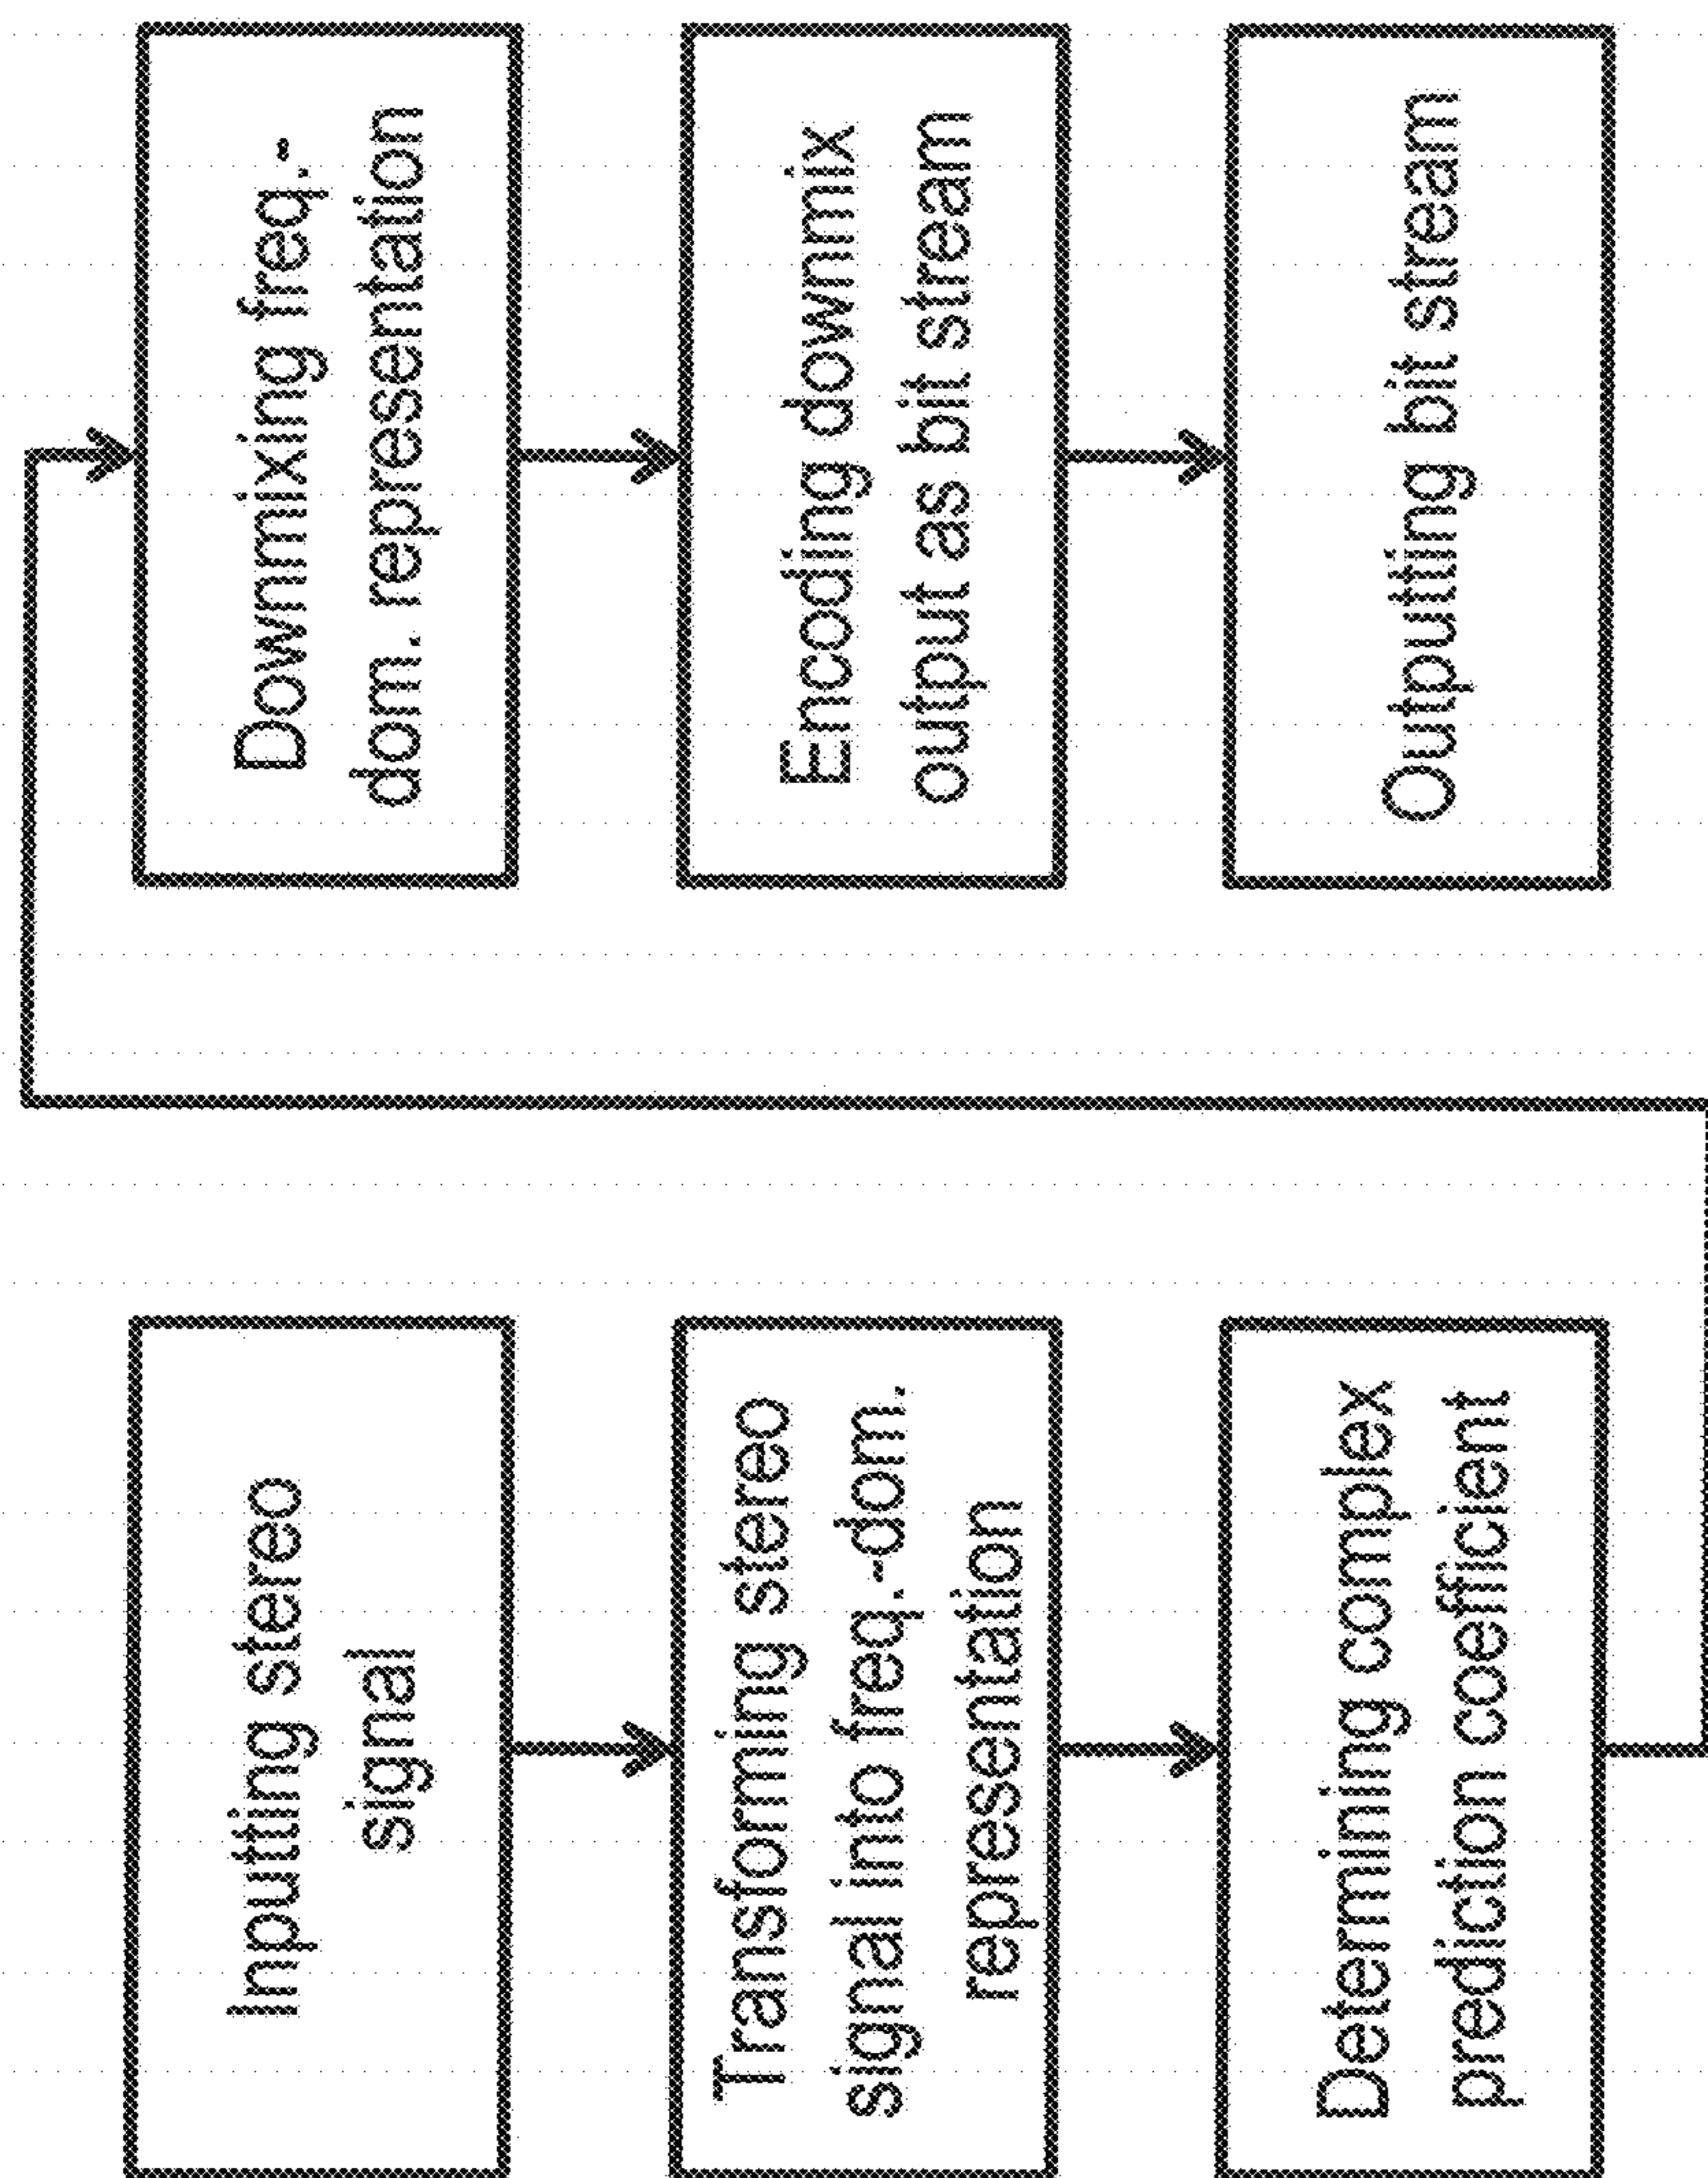 Inputting stereo
signal
Transforming stereo
signal into freq.-dom.
representation
Determining complex
prediction coefficient
Downmixing freq.-
dom. representation
Encoding downmix
output as bit stream
Outputting bit stream